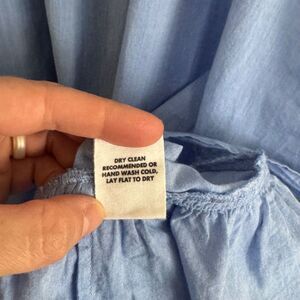 DRY CLEAN
RECOMMENDED OR
HAND WASH COLD,
LAY FLAT TO DRY